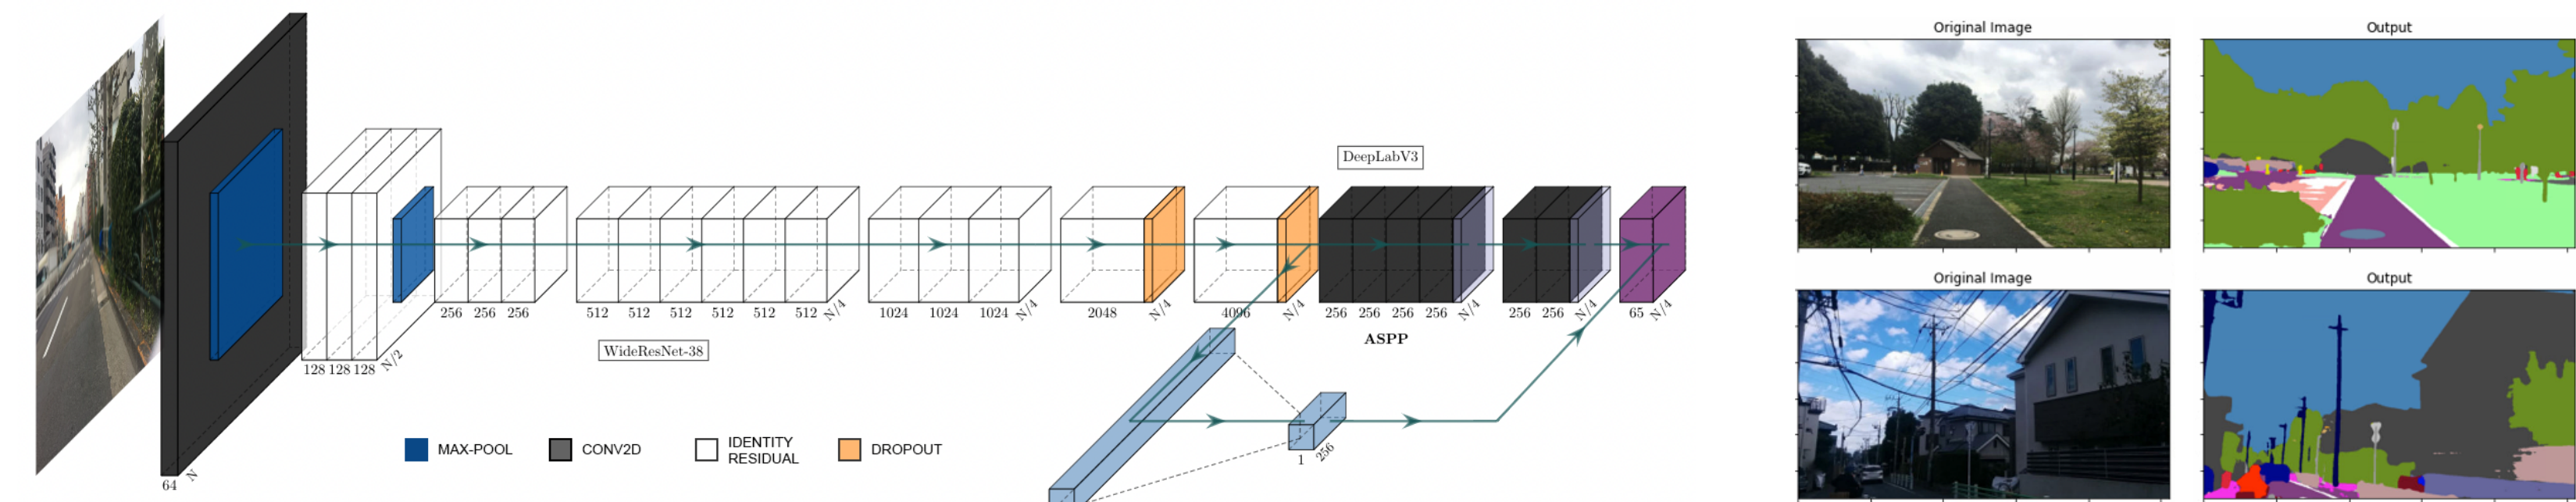 64
N
128 128 128 N/2
256 256 256
512 512 512 512 512 512 N/4
WideResNet-38
1024 1024 1024 N/4
2048 N/4
4096 N/4
DeepLabV3
256 256 256 256 N/4
ASPP
256 256 N/4
65 N/4
1 256
MAX-POOL
CONV2D
IDENTITY
RESIDUAL
DROPOUT
Original Image
Output
Original Image
Output